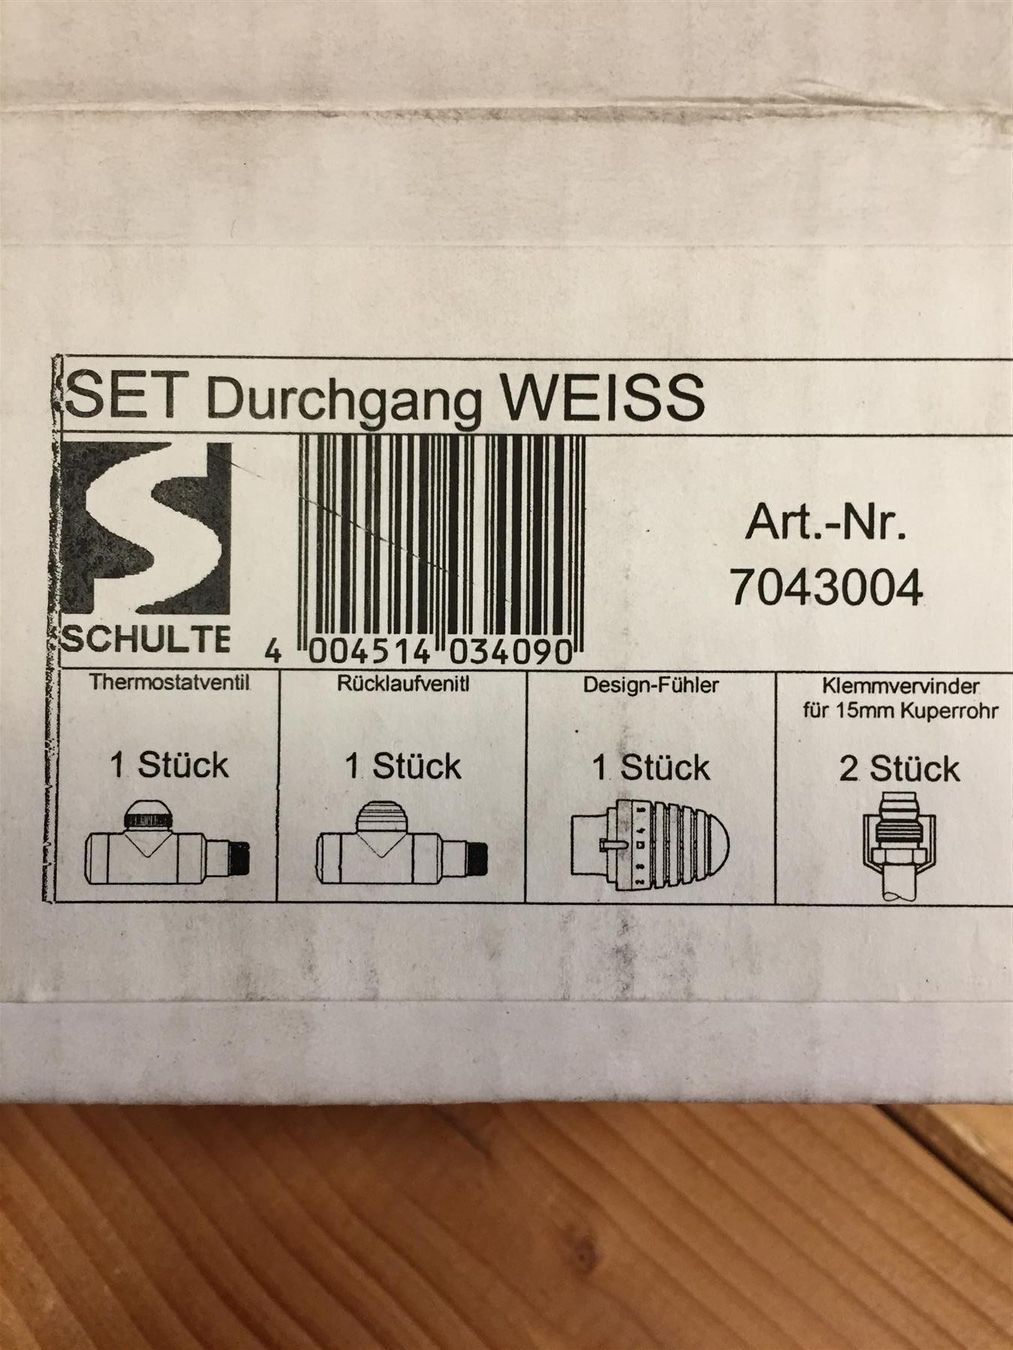 SET Durchgang WEISS
SCHULTE
4 004514 034090
Art.-Nr.
7043004
Thermostatventil
1 Stück
Rücklaufvenitl
1 Stück
Design-Fühler
1 Stück
Klemmvervinder
für 15mm Kuperrohr
2 Stück